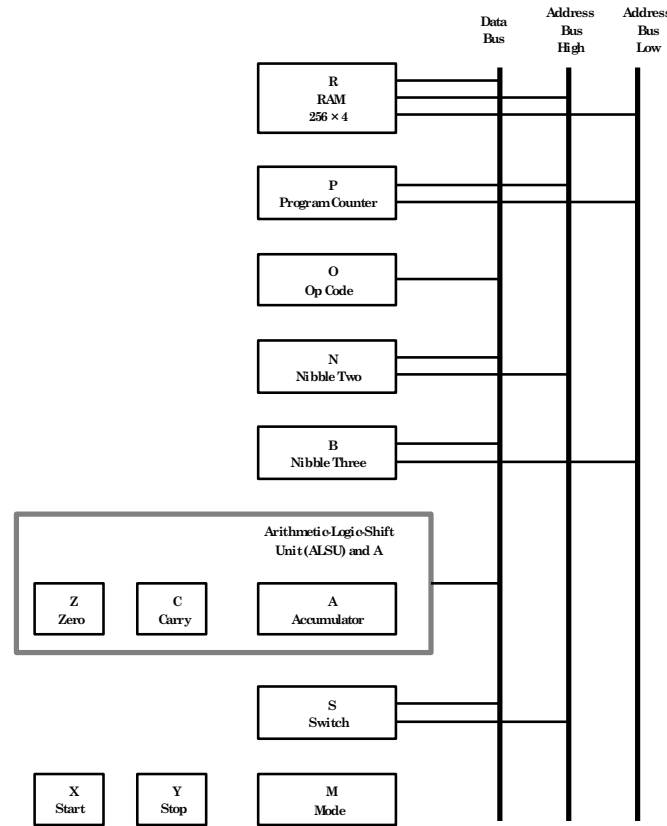 Data
Bus
Address
Bus
High
Address
Bus
Low
R
RAM
256 × 4
P
Program Counter
O
Op Code
N
Nibble Two
B
Nibble Three
Arithmetic-Logic-Shift
Unit (ALSU) and A
Z
Zero
C
Carry
A
Accumulator
S
Switch
X
Start
Y
Stop
M
Mode